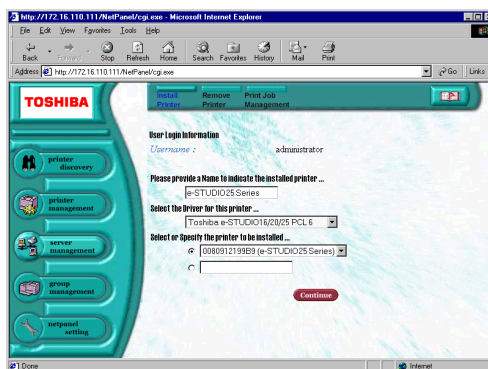 http://172.16.110.111/NetPanel/cgi.exe - Microsoft Internet Explorer
File Edit View Favorites Tools Help
Back Forward Stop Refresh Home Search Favorites History Mail Print
Address http://172.16.110.111/NetPanel/cgi.exe Go Links
TOSHIBA
Install Printer
Remove Printer
Print Job Management
printer discovery
printer management
server management
group management
netpanel setting
User Login Information
Username : administrator
Please provide a Name to indicate the installed printer ...
e-STUDIO25 Series
Select the Driver for this printer ...
Toshiba e-STUDIO16/20/25 PCL 6
Select or Specify the printer to be installed ...
0080912199B9 (e-STUDIO25 Series)
Continue
Done
Internet